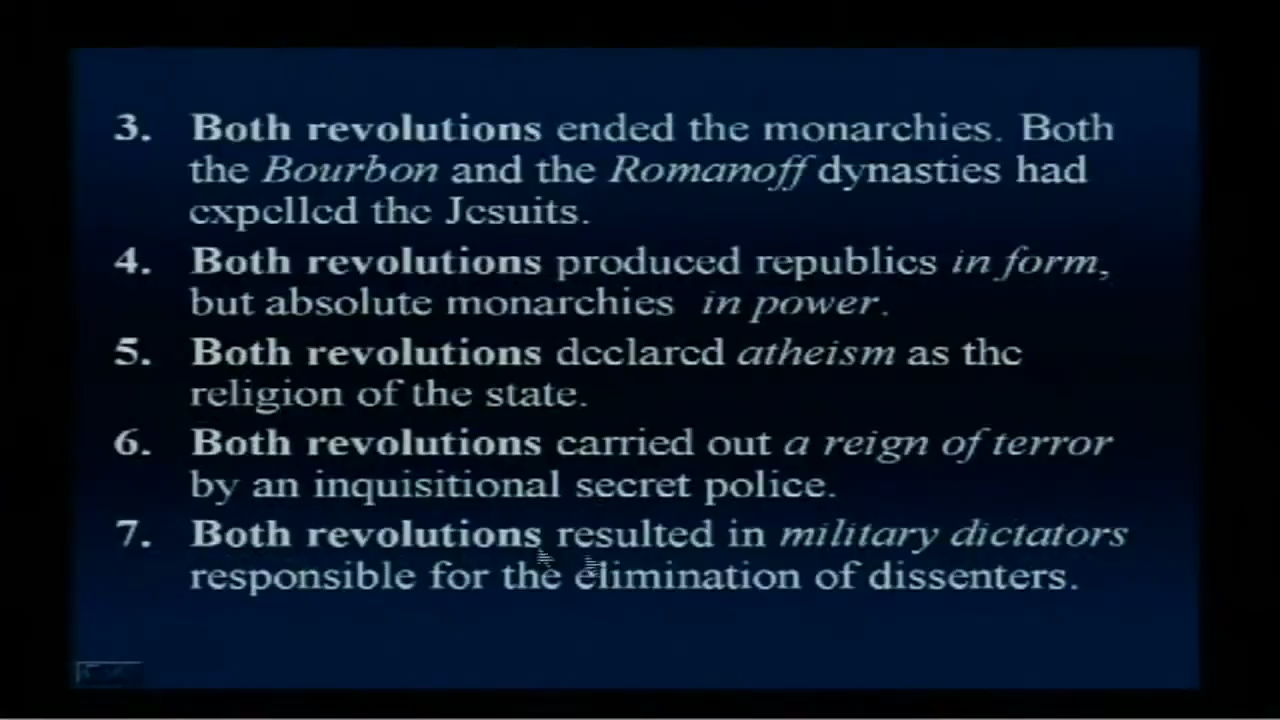 3. Both revolutions ended the monarchies. Both
the Bourbon and the Romanoff dynasties had
expelled the Jesuits.
4. Both revolutions produced republics in form,
but absolute monarchies in power.
5. Both revolutions declared atheism as the
religion of the state.
6. Both revolutions carried out a reign of terror
by an inquisitional secret police.
7. Both revolutions resulted in military dictators
responsible for the elimination of dissenters.